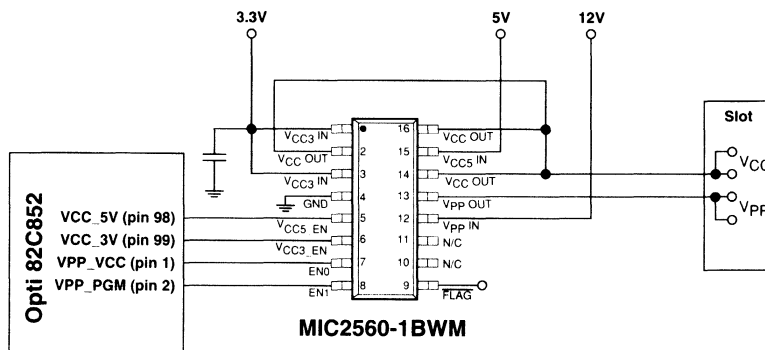 3.3V
5V
12V
Slot
VCC
VPP
VCC3 IN
VCC OUT
VCC3 IN
GND
VCC5_EN
VCC3_EN
EN0
EN1
2
3
4
5
6
7
8
16
15
14
13
12
11
10
9
VCC OUT
VCC5 IN
VCC OUT
VPP OUT
VPP IN
N/C
N/C
FLAG
Opti 82C852
VCC_5V (pin 98)
VCC_3V (pin 99)
VPP_VCC (pin 1)
VPP_PGM (pin 2)
MIC2560-1BWM